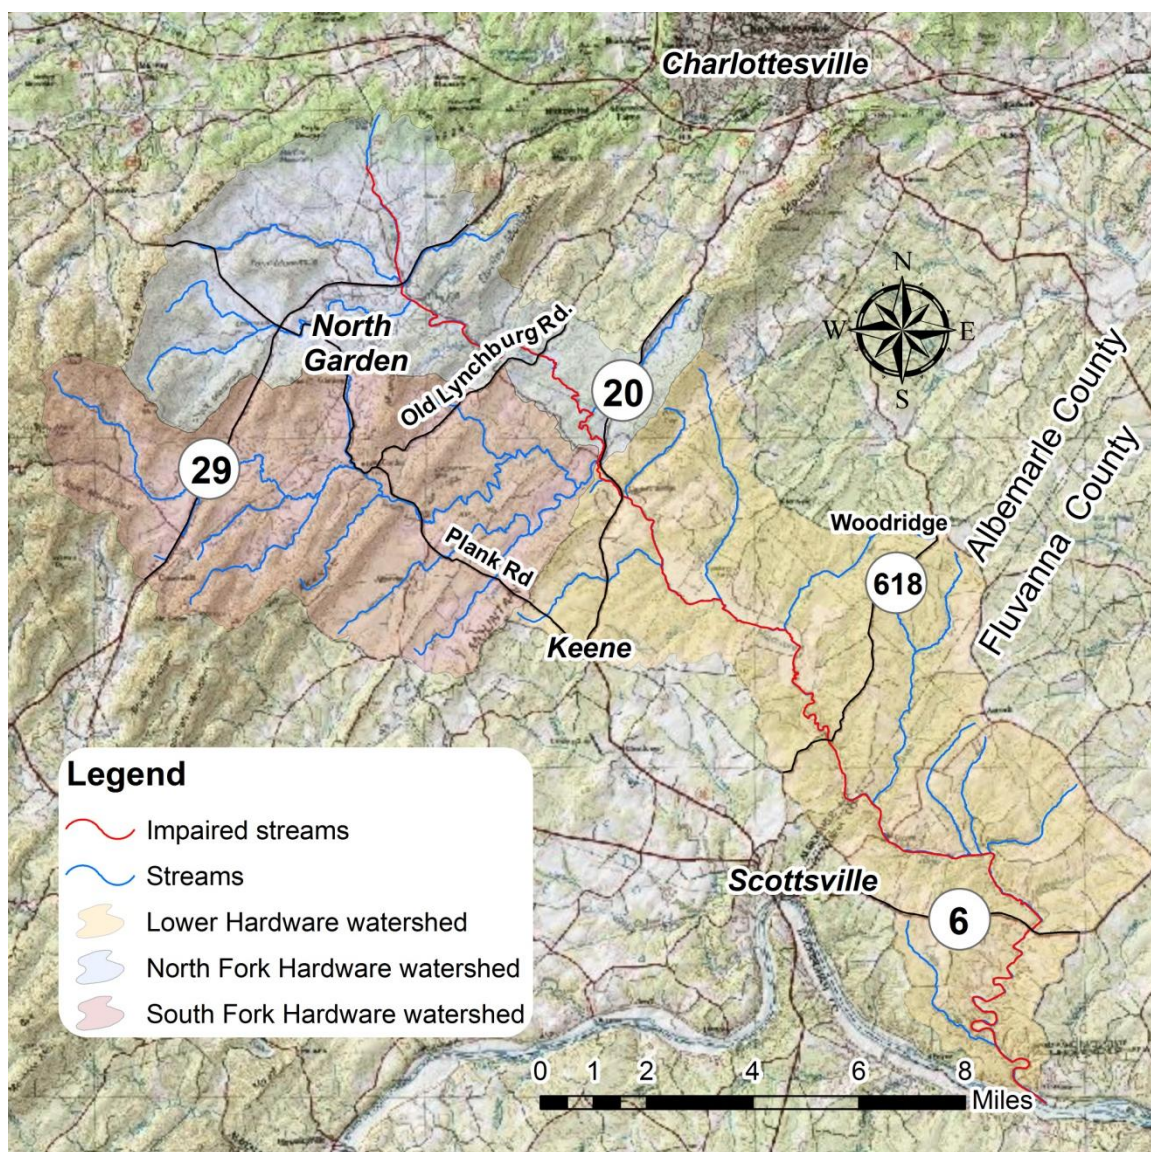 Charlottesville
N
W
E
S
North
Garden
Old Lynchburg Rd.
20
29
Albemarle County
Fluvanna County
Woodridge
618
Plank Rd
Keene
Legend
Impaired streams
Streams
Lower Hardware watershed
North Fork Hardware watershed
South Fork Hardware watershed
Scottsville
6
0 1 2 4 6 8
Miles